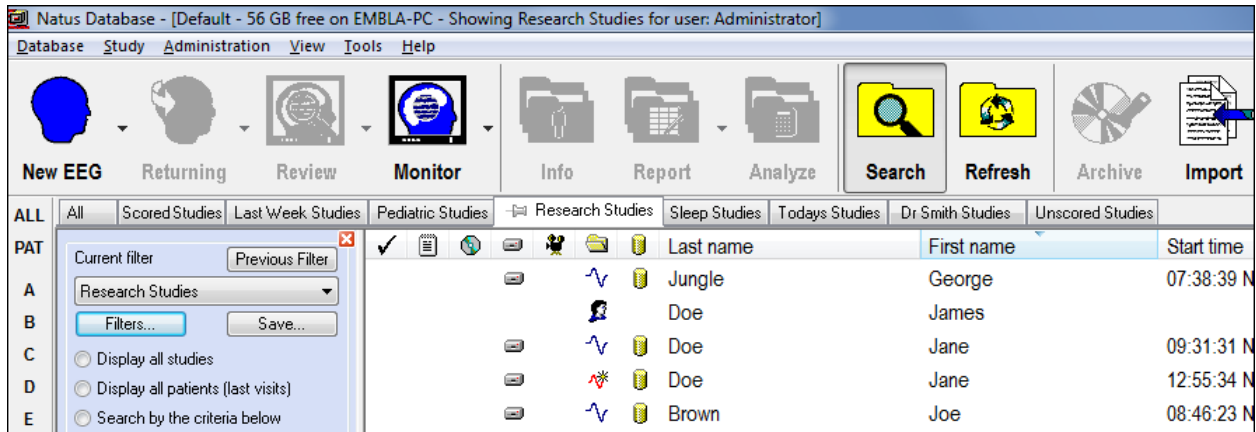 Natus Database - [Default - 56 GB free on EMBLA-PC - Showing Research Studies for user: Administrator]
Database Study Administration View Tools Help
New EEG Returning Review Monitor Info Report Analyze Search Refresh Archive Import
ALL All Scored Studies Last Week Studies Pediatric Studies Research Studies Sleep Studies Todays Studies Dr Smith Studies Unscored Studies
PAT Current filter Previous Filter Last name First name Start time
A Research Studies Jungle George 07:38:39 N
B Filters... Save... Doe James
C Display all studies Doe Jane 09:31:31 N
D Display all patients (last visits) Doe Jane 12:55:34 N
E Search by the criteria below Brown Joe 08:46:23 N